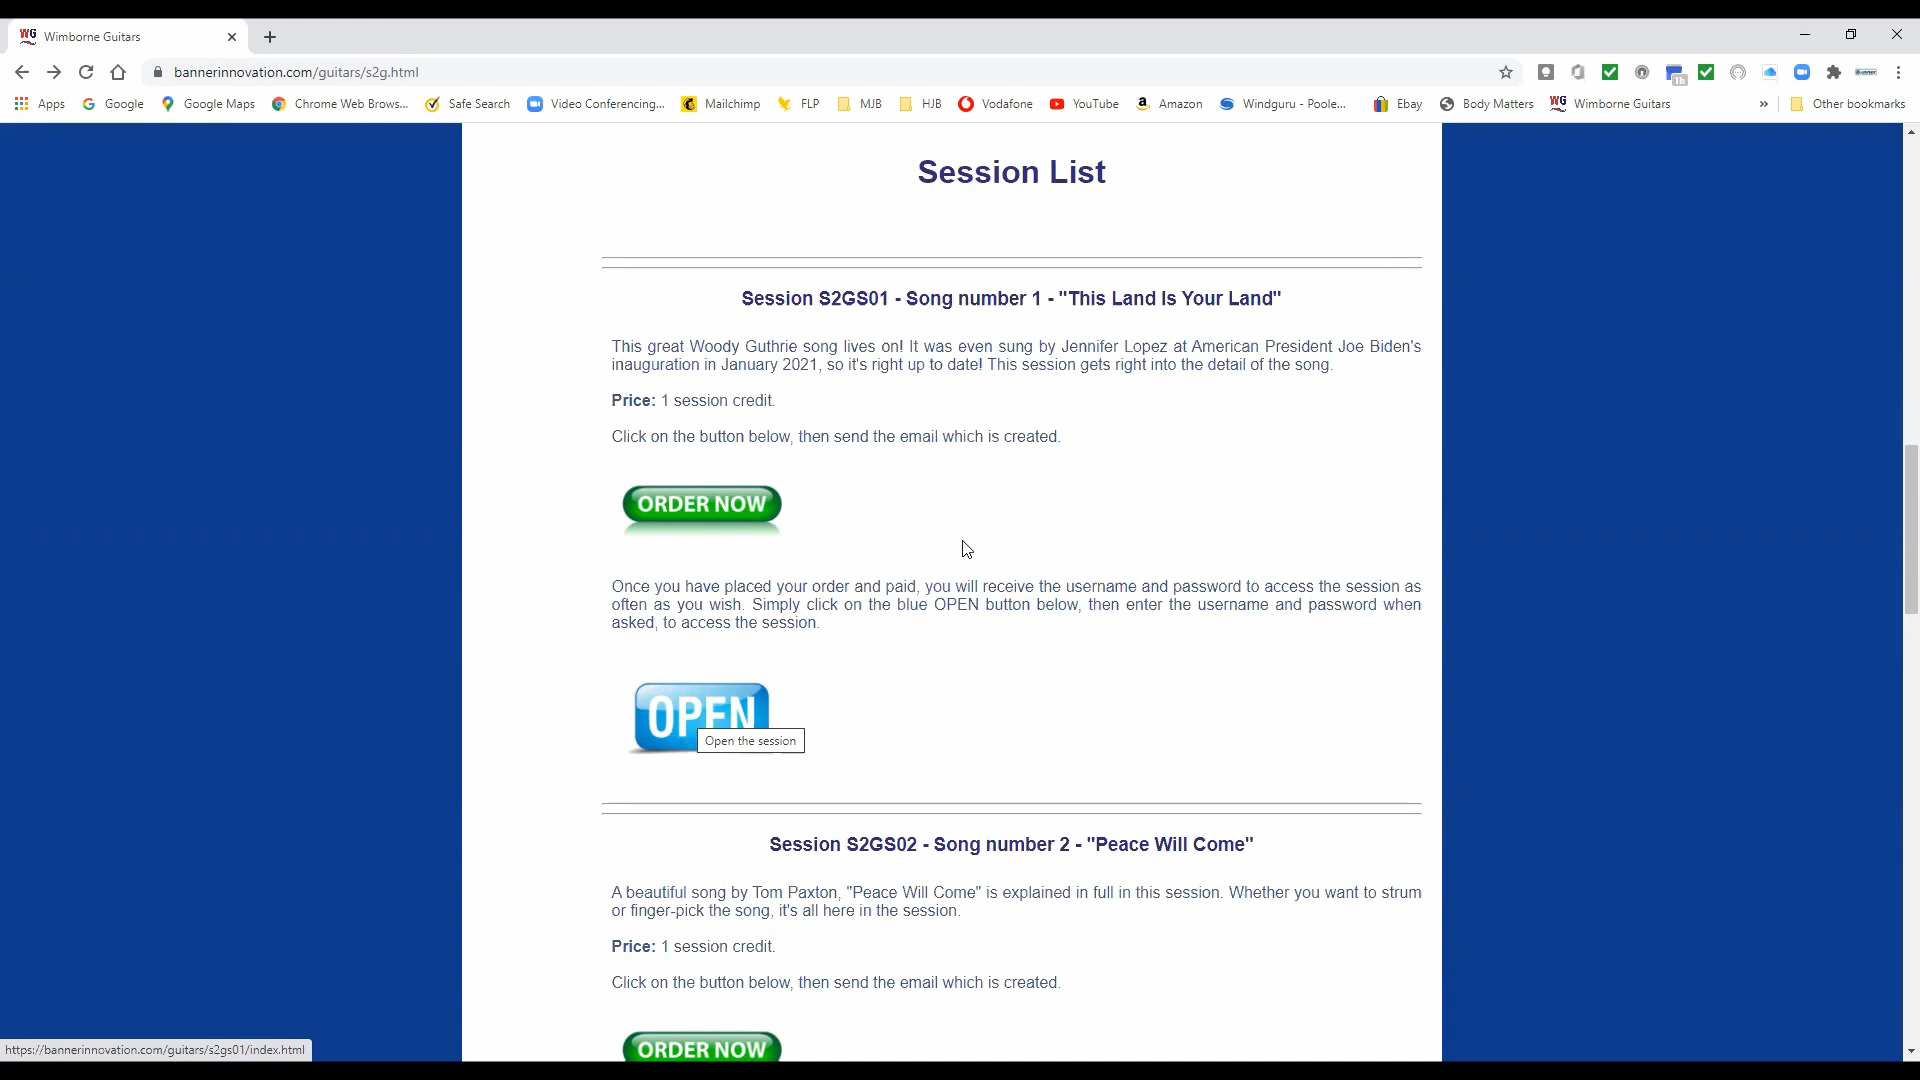 Wimborne Guitars
bannerinnovation.com/guitars/s2g.html
Apps Google Google Maps Chrome Web Brows... Safe Search Video Conferencing... Mailchimp FLP MJB HJB Vodafone YouTube Amazon Windguru - Poole... Ebay Body Matters WG Wimborne Guitars » Other bookmarks
Session List
Session S2GS01 - Song number 1 - "This Land Is Your Land"
This great Woody Guthrie song lives on! It was even sung by Jennifer Lopez at American President Joe Biden's
inauguration in January 2021, so it's right up to date! This session gets right into the detail of the song.
Price: 1 session credit.
Click on the button below, then send the email which is created.
ORDER NOW
Once you have placed your order and paid, you will receive the username and password to access the session as
often as you wish. Simply click on the blue OPEN button below, then enter the username and password when
asked, to access the session.
OPEN
Open the session
Session S2GS02 - Song number 2 - "Peace Will Come"
A beautiful song by Tom Paxton, "Peace Will Come" is explained in full in this session. Whether you want to strum
or finger-pick the song, it's all here in the session.
Price: 1 session credit.
Click on the button below, then send the email which is created.
ORDER NOW
https://bannerinnovation.com/guitars/s2gs01/index.html